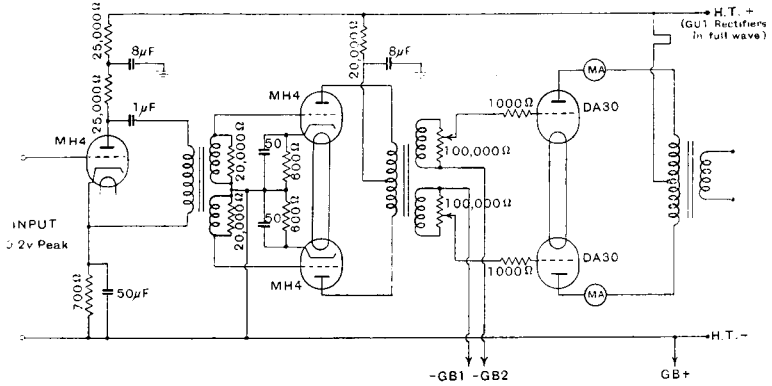 H.T.+
(GU1 Rectifiers
in full wave)
25,000Ω
8μF
25,000Ω
1μF
MH4
INPUT
0.2v Peak
700Ω
50μF
20,000Ω
20,000Ω
MH4
50
600Ω
50
600Ω
MH4
20,000Ω
8μF
100,000Ω
100,000Ω
1000Ω
1000Ω
MA
DA30
DA30
MA
H.T.-
-GB1 -GB2
GB+